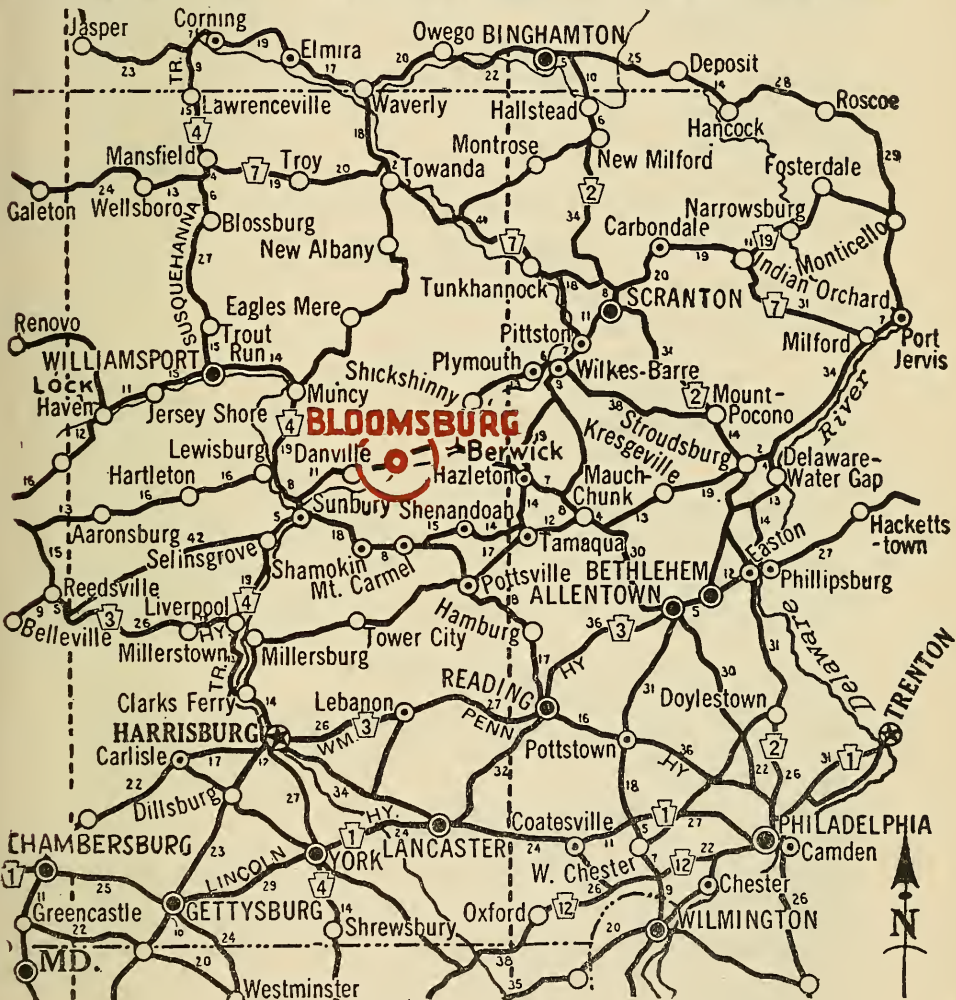 Jasper
Corning
Elmira
Owego
BINGHAMTON
Deposit
Roscoe
Hancock
Lawrenceville
Waverly
Hallstead
Montrose
New Milford
Fosterdale
Mansfield
Troy
Towanda
Galeton
Wellsboro
Blossburg
New Albany
Carbondale
Narrowsburg
Monticello
Indian Orchard
Tunkhannock
SCRANTON
Milford
Port
Jervis
SUSQUEHANNA
TR.
Eagles Mere
Renovo
Trout
Run
WILLIAMSPORT
LOCK
Haven
Jersey Shore
Muncy
Shickshinny
Pittston
Plymouth
Wilkes-Barre
Mount-
Pocono
River
BLOOMSBURG
Berwick
Lewisburg
Danville
Hazleton
Mauch-
Chunk
Kresgeville
Stroudsburg
Delaware-
Water Gap
Hartleton
Aaronsburg
Sunbury
Shenandoah
Selinsgrove
Shamokin
Mt. Carmel
Tamaqua
Hacketts
-town
Easton
Phillipsburg
BETHLEHEM
ALLENTOWN
Pottsville
Reedsville
Belleville
Liverpool
HY
Millerstown
Millersburg
Tower City
Hamburg
HY
TR.
Clarks Ferry
Lebanon
READING
Doylestown
Delaware
TRENTON
HARRISBURG
WM.
PENN
HY
Pottstown
Carlisle
Dillsburg
HY.
CHAMBERSBURG
LINCOLN
YORK
LANCASTER
Coatesville
PHILADELPHIA
Camden
W. Chester
Chester
Greencastle
GETTYSBURG
Shrewsbury
Oxford
WILMINGTON
N
MD.
Westminster